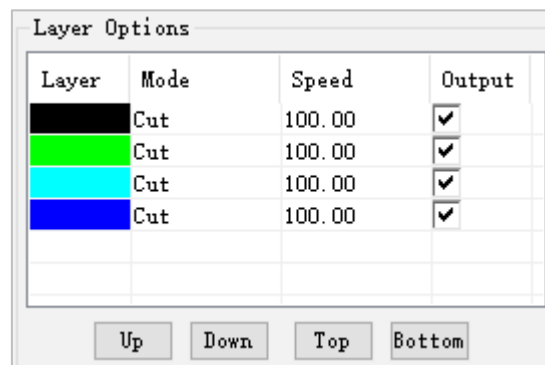 Layer Options
Layer Mode Speed Output
Cut 100.00
Cut 100.00
Cut 100.00
Cut 100.00
Up Down Top Bottom